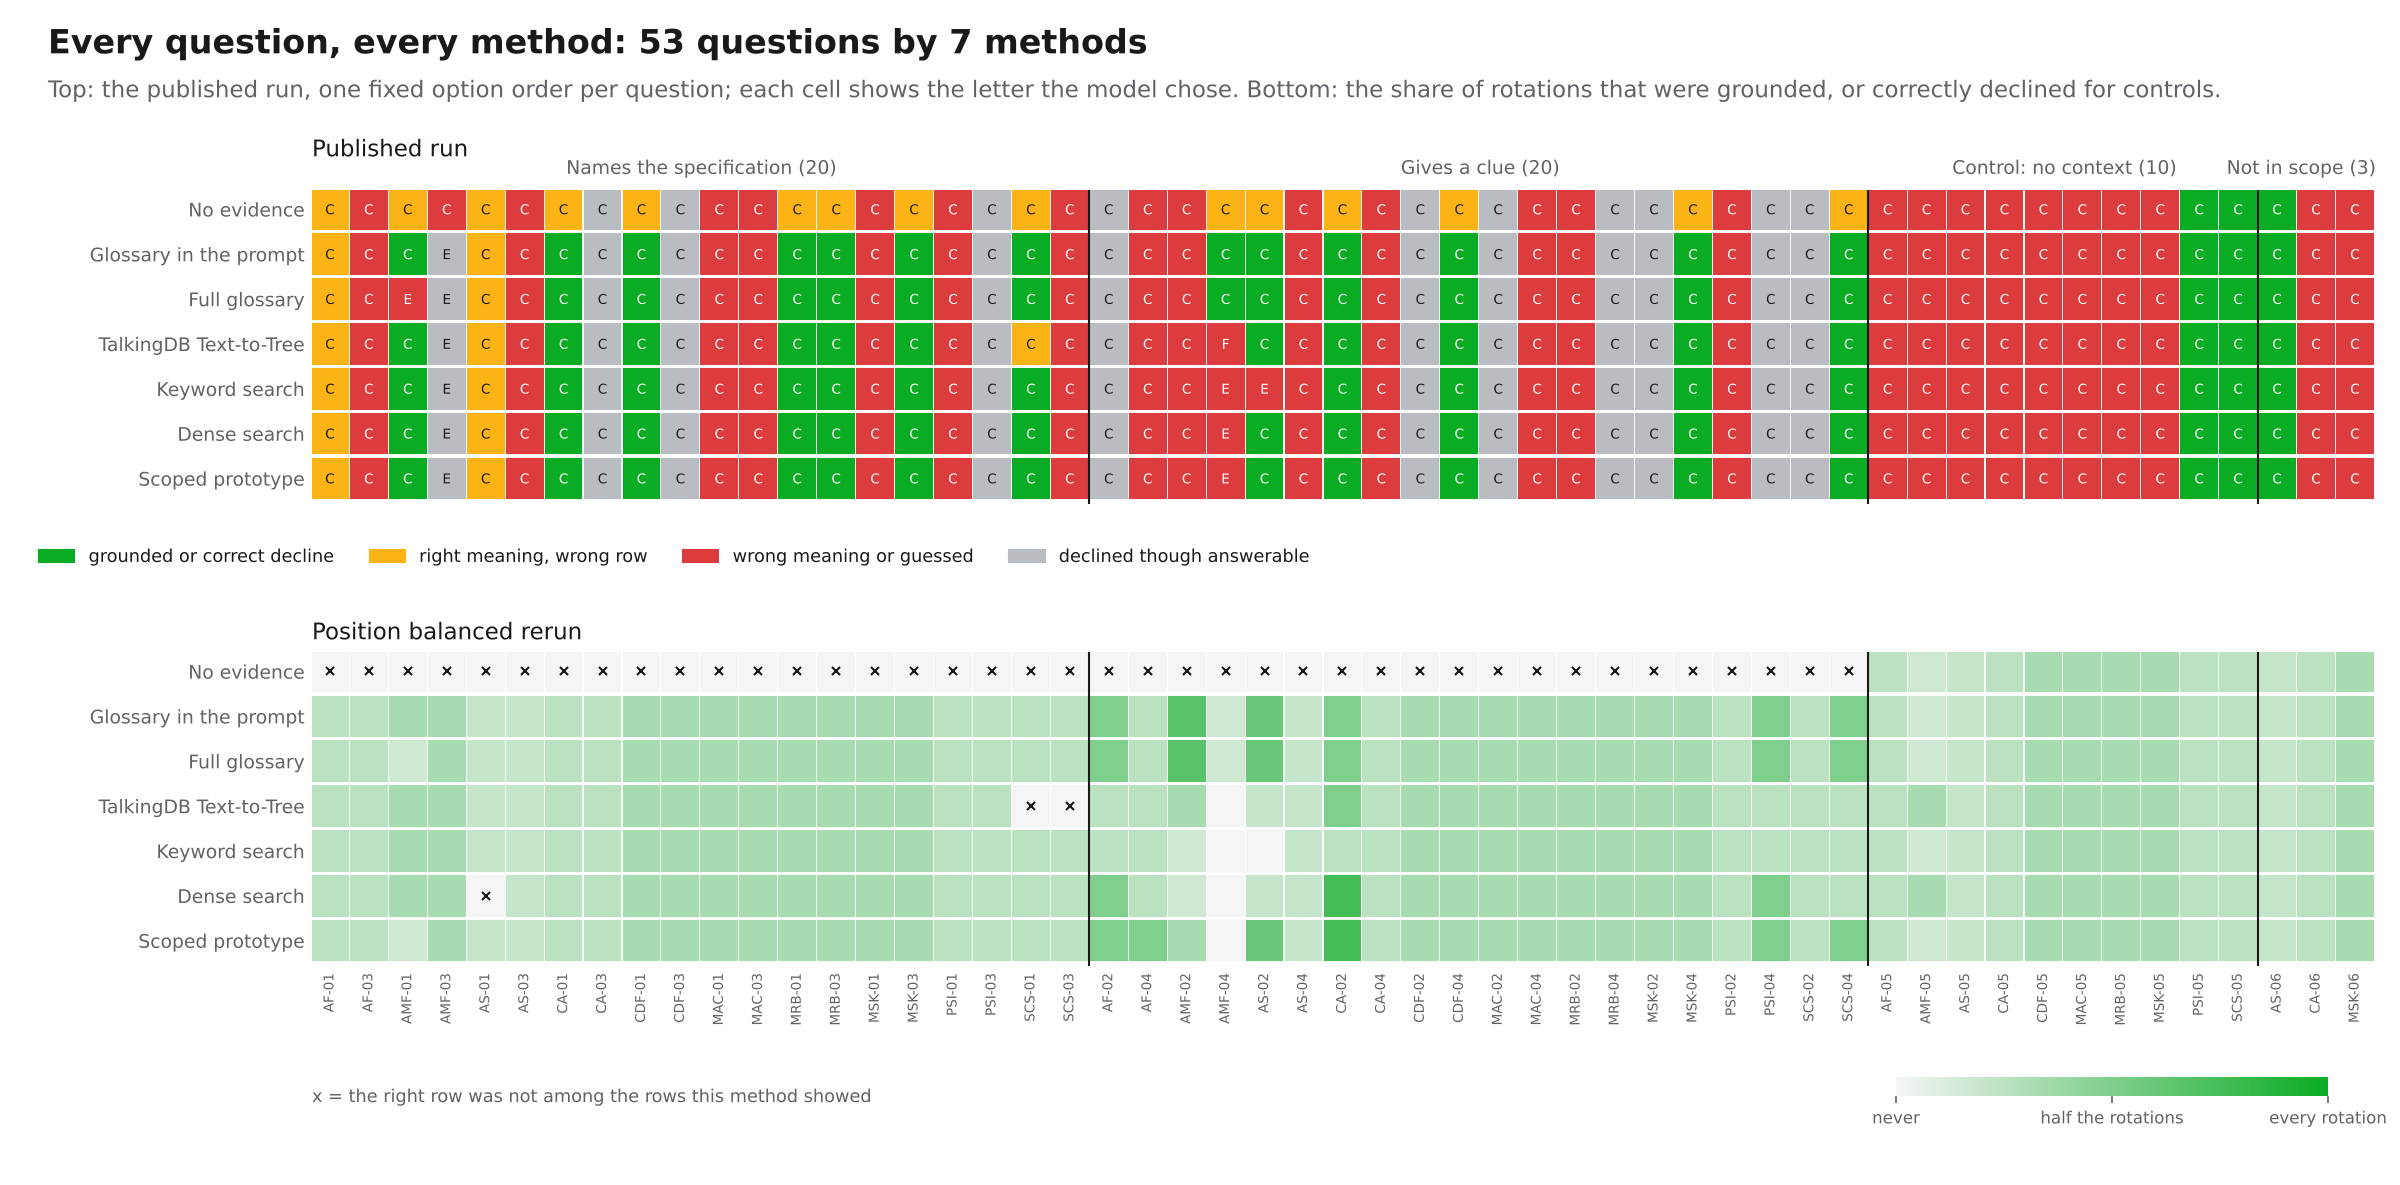 Every question, every method: 53 questions by 7 methods
Top: the published run, one fixed option order per question; each cell shows the letter the model chose. Bottom: the share of rotations that were grounded, or correctly declined for controls.
Published run
Names the specification (20) Gives a clue (20) Control: no context (10) Not in scope (3)
No evidence C C C C C C C C C C C C C C C C C C C C C C C C C C C C C C C C C C C C C C C C C C C C C C C C C C C C C
Glossary in the prompt C C C E C C C C C C C C C C C C C C C C C C C C C C C C C C C C C C C C C C C C C C C C C C C C C C C C C
Full glossary C C E E C C C C C C C C C C C C C C C C C C C C C C C C C C C C C C C C C C C C C C C C C C C C C C C C C
TalkingDB Text-to-Tree C C C E C C C C C C C C C C C C C C C C C C C F C C C C C C C C C C C C C C C C C C C C C C C C C C C C C
Keyword search C C C E C C C C C C C C C C C C C C C C C C C E E C C C C C C C C C C C C C C C C C C C C C C C C C C C C
Dense search C C C E C C C C C C C C C C C C C C C C C C C E C C C C C C C C C C C C C C C C C C C C C C C C C C C C C
Scoped prototype C C C E C C C C C C C C C C C C C C C C C C C E C C C C C C C C C C C C C C C C C C C C C C C C C C C C C
grounded or correct decline right meaning, wrong row wrong meaning or guessed declined though answerable
Position balanced rerun
No evidence × × × × × × × × × × × × × × × × × × × × × × × × × × × × × × × × × × × × × × × ×
Glossary in the prompt
Full glossary
TalkingDB Text-to-Tree × ×
Keyword search
Dense search ×
Scoped prototype
AF-01 AF-03 AMF-01 AMF-03 AS-01 AS-03 CA-01 CA-03 CDF-01 CDF-03 MAC-01 MAC-03 MRB-01 MRB-03 MSK-01 MSK-03 PSI-01 PSI-03 SCS-01 SCS-03 AF-02 AF-04 AMF-02 AMF-04 AS-02 AS-04 CA-02 CA-04 CDF-02 CDF-04 MAC-02 MAC-04 MRB-02 MRB-04 MSK-02 MSK-04 PSI-02 PSI-04 SCS-02 SCS-04 AF-05 AMF-05 AS-05 CA-05 CDF-05 MAC-05 MRB-05 MSK-05 PSI-05 SCS-05 AS-06 CA-06 MSK-06
x = the right row was not among the rows this method showed
never half the rotations every rotation